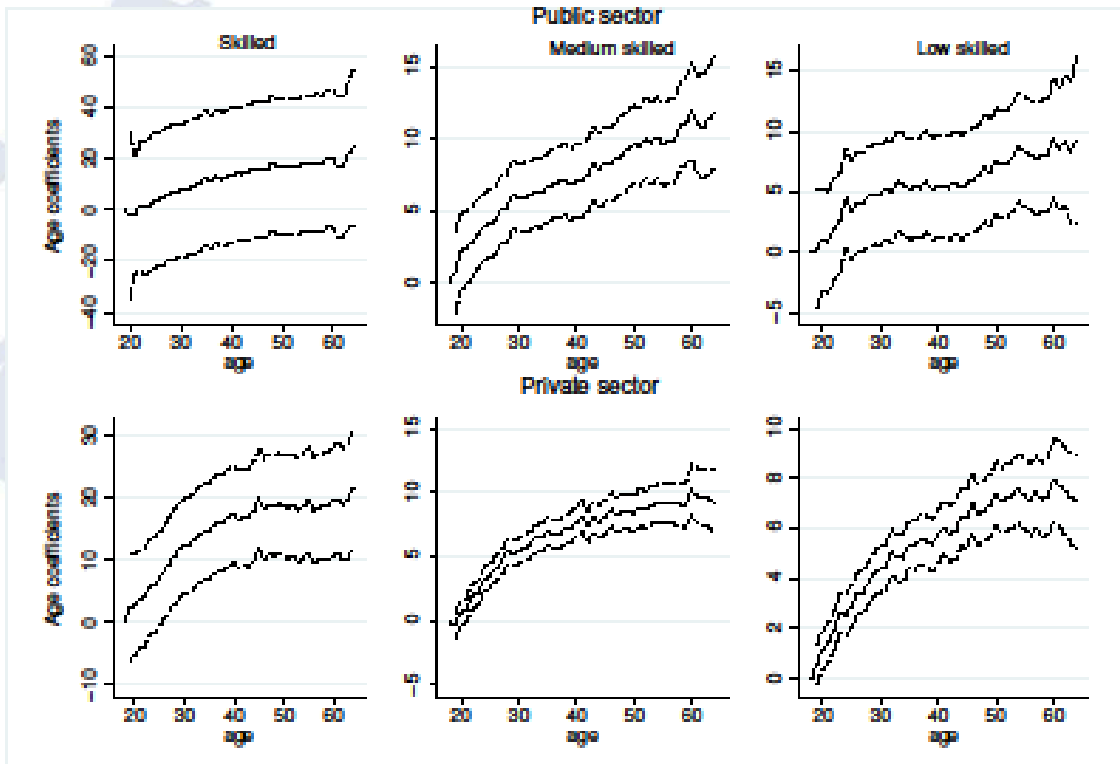 Public sector
Skilled
Medium skilled
Low skilled
Age coefficients
60
40
20
0
−20
−40
20 30 40 50 60
age
15
10
5
0
20 30 40 50 60
age
15
10
5
0
−5
20 30 40 50 60
age
Private sector
Age coefficients
30
20
10
0
−10
20 30 40 50 60
age
15
10
5
0
−5
20 30 40 50 60
age
10
8
6
4
2
0
20 30 40 50 60
age